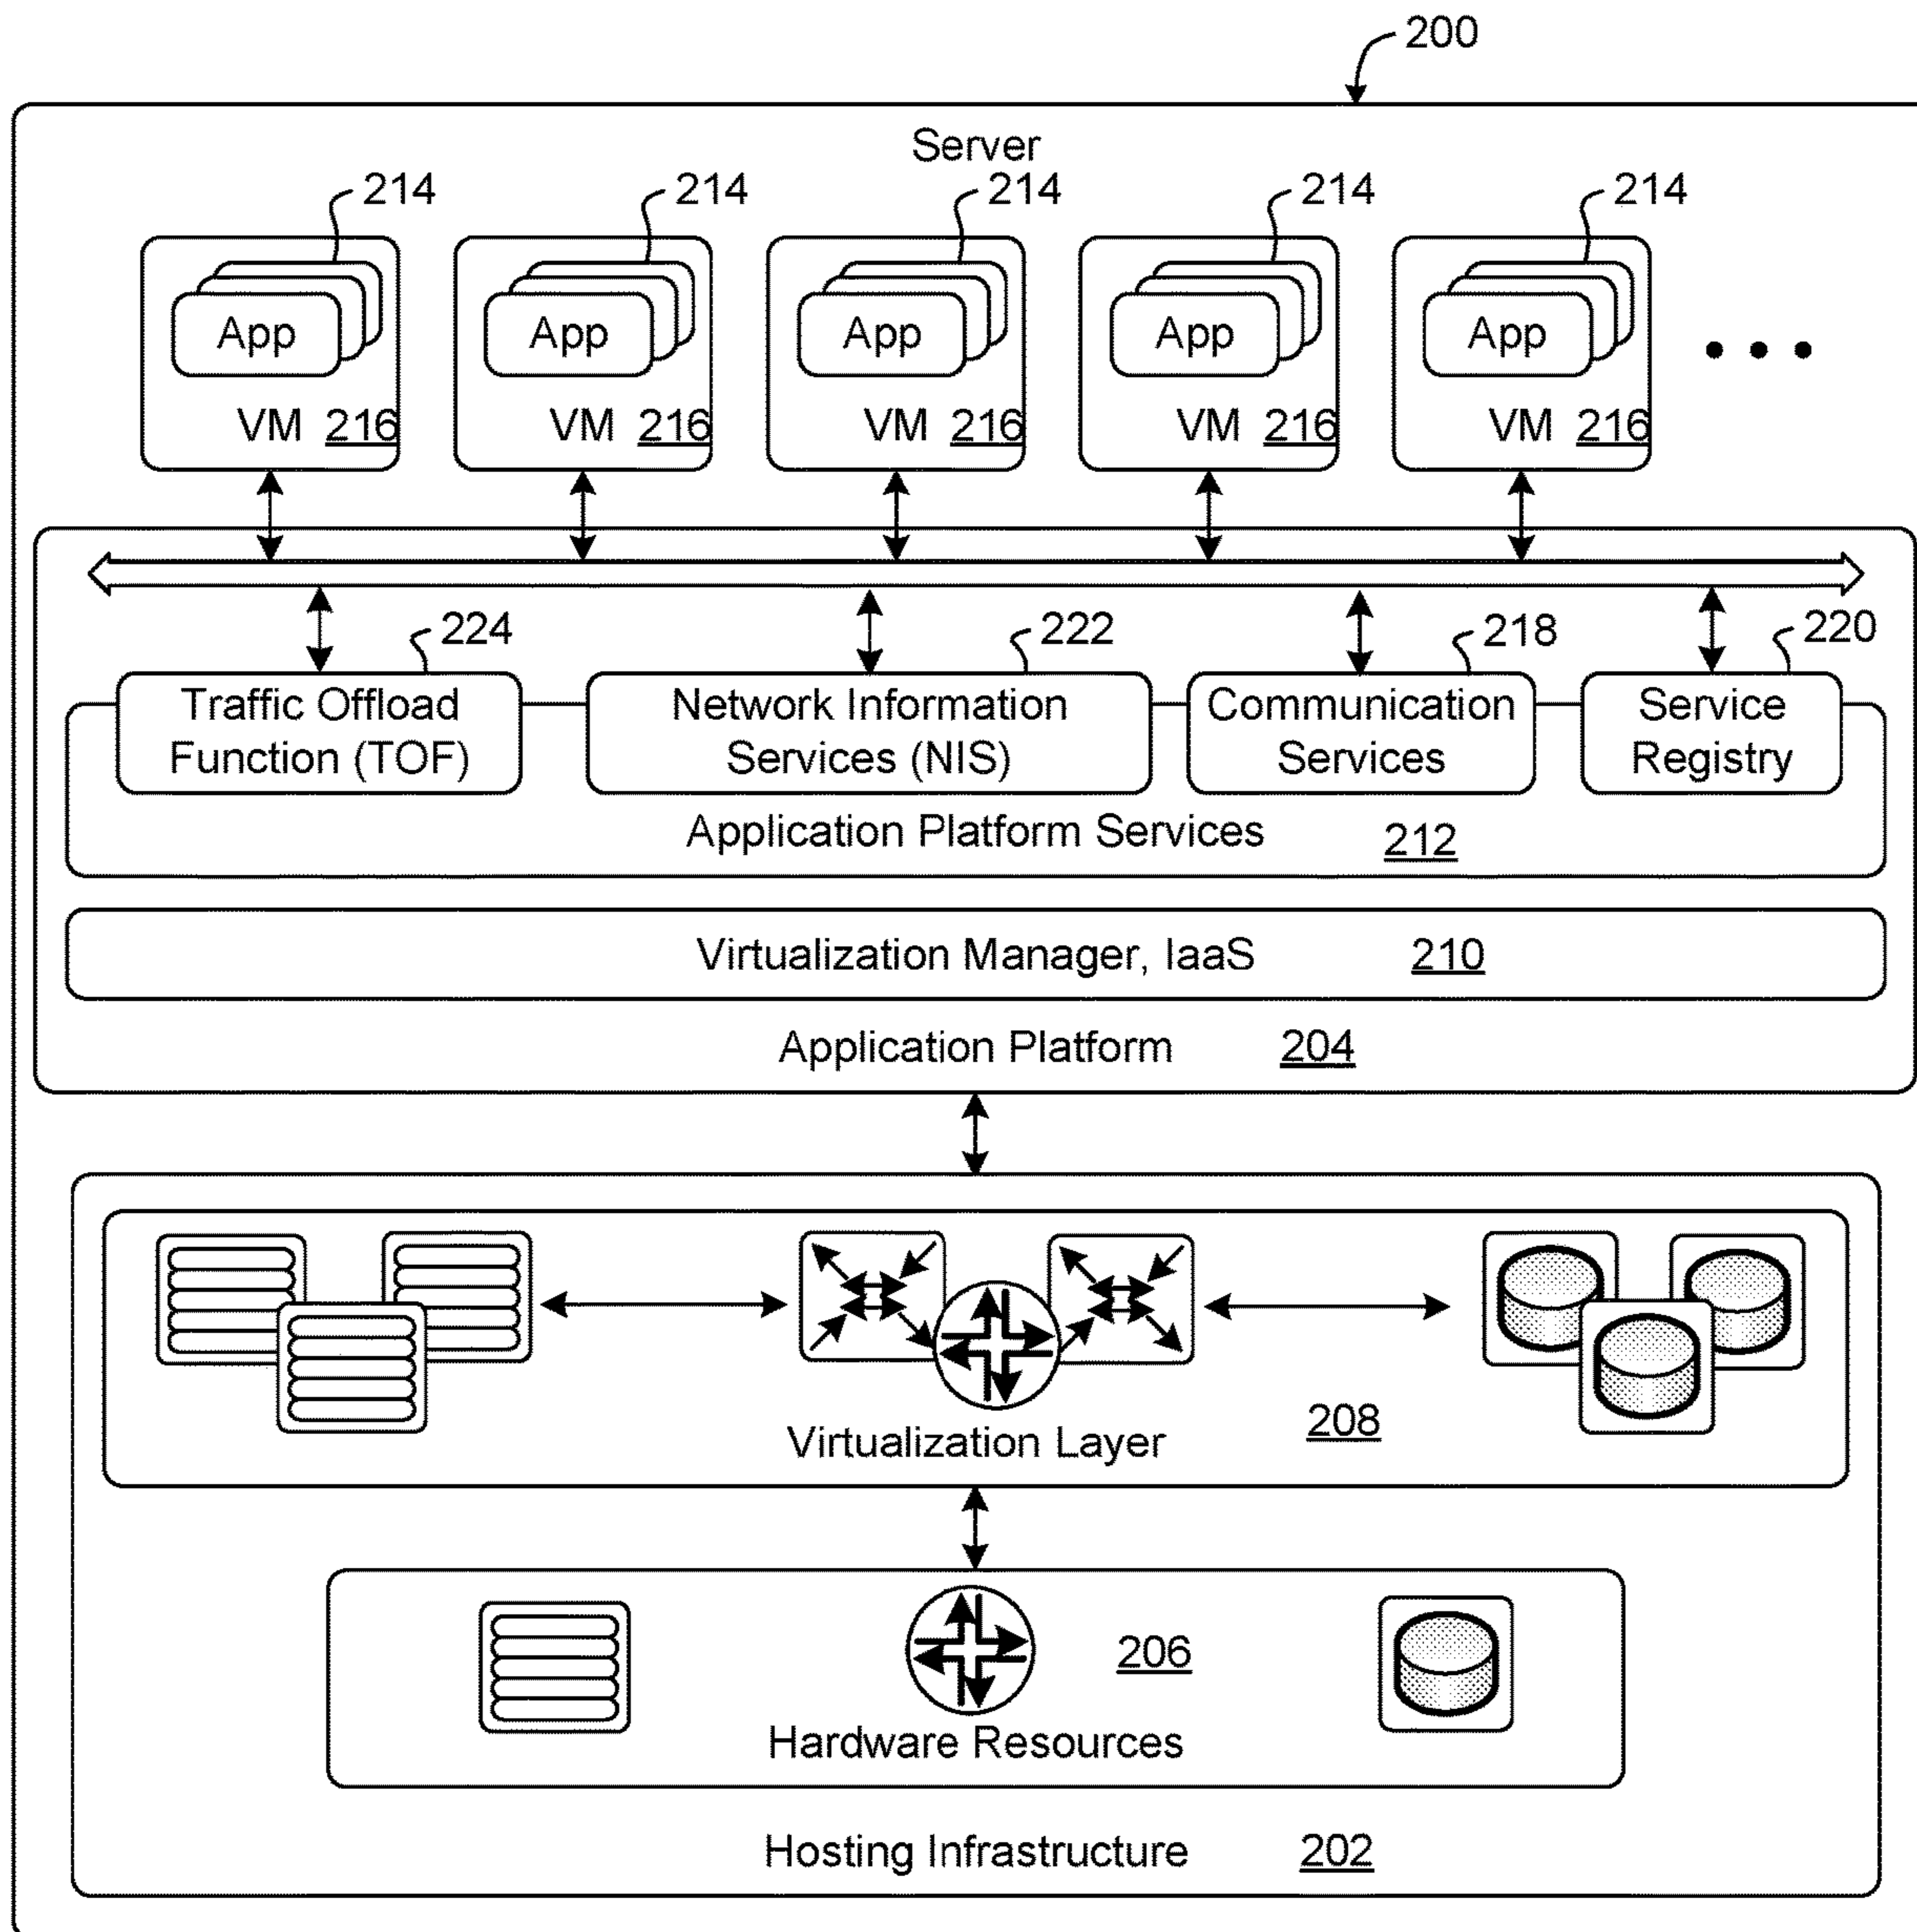 200
Server
214 214 214 214 214
App App App App App
VM 216 VM 216 VM 216 VM 216 VM 216
224 222 218 220
Traffic Offload
Function (TOF)
Network Information
Services (NIS)
Communication
Services
Service
Registry
Application Platform Services 212
Virtualization Manager, IaaS 210
Application Platform 204
208
Virtualization Layer
206
Hardware Resources
Hosting Infrastructure 202